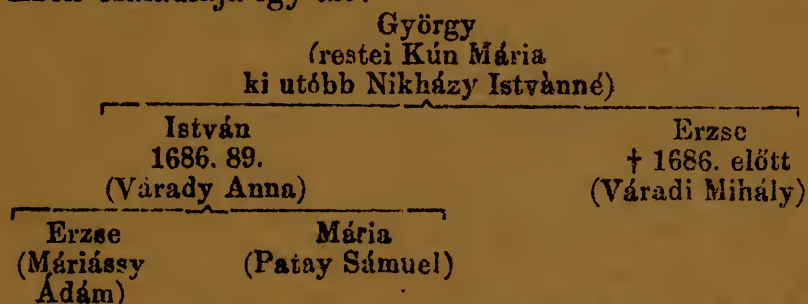 György
(restei Kún Mária
ki utóbb Nikházy Istvànné)
István Erzse
1686. 89. † 1686. előtt
(Várady Anna) (Váradi Mihály)
Erzse Mária
(Máriássy (Patay Sámuel)
Ádám)